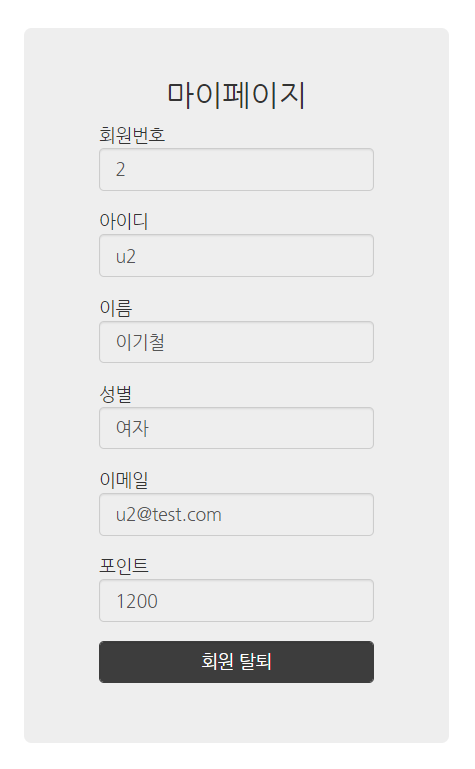 마이페이지
회원번호
2
아이디
u2
이름
이기철
성별
여자
이메일
u2@test.com
포인트
1200
회원 탈퇴